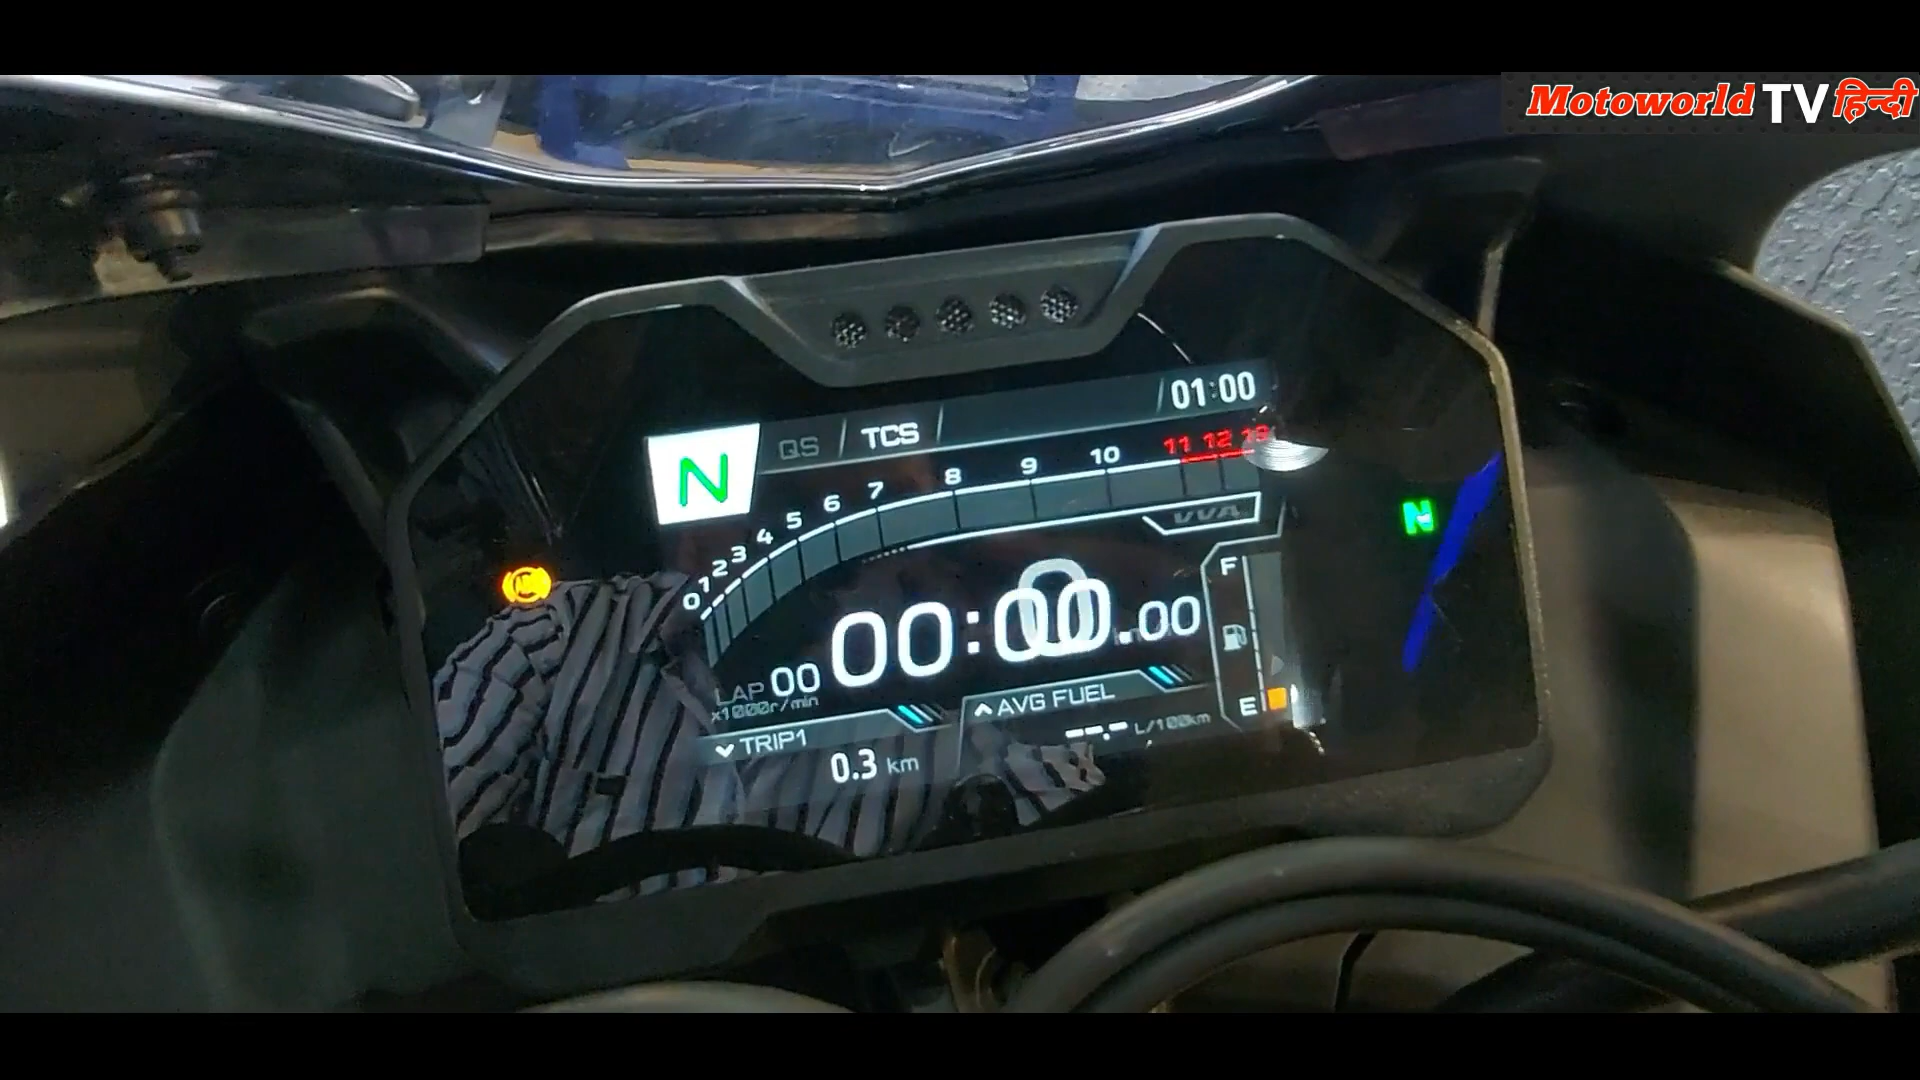 Motoworld TV हिन्दी
01:00
N QS TCS
0 1 2 3 4 5 6 7 8 9 10 11 12 13
VVA
N
ABS
F
LAP 00 00:00.00
x1000r/min
E
TRIP1
0.3 km
AVG FUEL
--.- L/100km